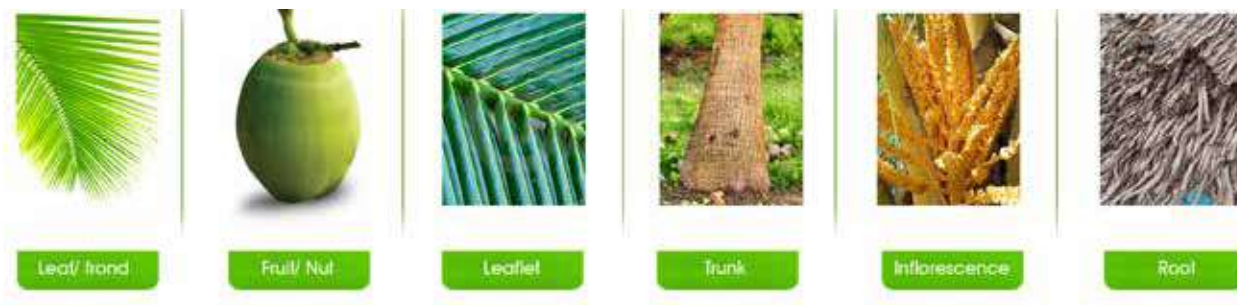 Leaf/ frond
Fruit/ Nut
Leaflet
Trunk
Inflorescence
Root